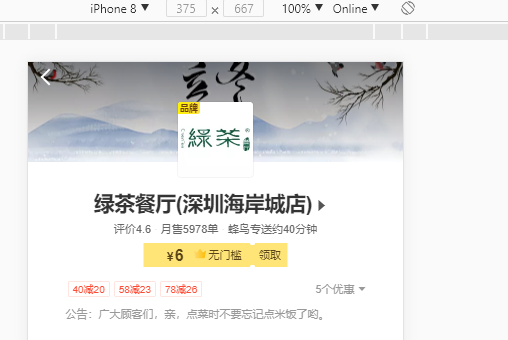 iPhone 8 ▼ 375 × 667 100% ▼ Online ▼
立冬
品牌
绿茶
绿茶餐厅(深圳海岸城店)
评价4.6 月售5978单 蜂鸟专送约40分钟
¥6 无门槛 领取
40减20 58减23 78减26 5个优惠
公告：广大顾客们，亲，点菜时不要忘记点米饭了哟。